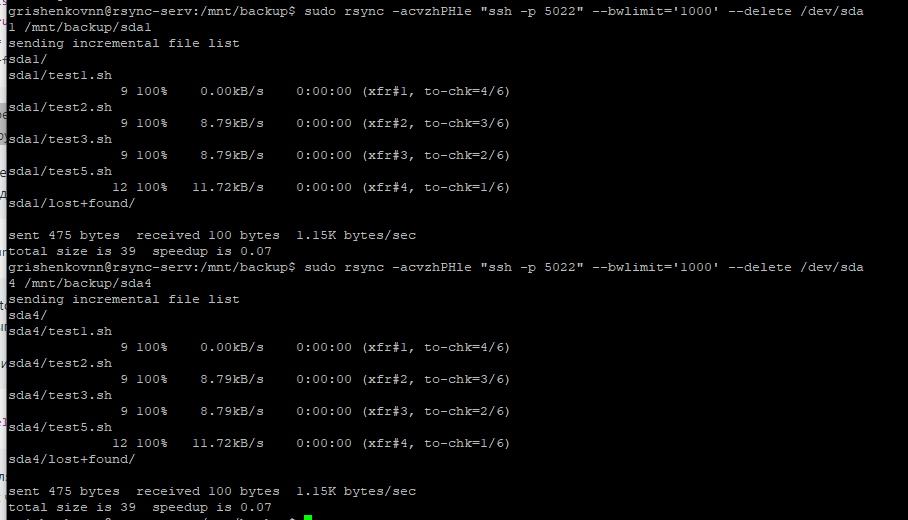 grishenkovnn@rsync-serv:/mnt/backup$ sudo rsync -acvzhPHle "ssh -p 5022" --bwlimit='1000' --delete /dev/sda
1 /mnt/backup/sda1
sending incremental file list
sda1/
sda1/test1.sh
9 100% 0.00kB/s 0:00:00 (xfr#1, to-chk=4/6)
sda1/test2.sh
9 100% 8.79kB/s 0:00:00 (xfr#2, to-chk=3/6)
sda1/test3.sh
9 100% 8.79kB/s 0:00:00 (xfr#3, to-chk=2/6)
sda1/test5.sh
12 100% 11.72kB/s 0:00:00 (xfr#4, to-chk=1/6)
sda1/lost+found/
sent 475 bytes received 100 bytes 1.15K bytes/sec
total size is 39 speedup is 0.07
grishenkovnn@rsync-serv:/mnt/backup$ sudo rsync -acvzhPHle "ssh -p 5022" --bwlimit='1000' --delete /dev/sda
4 /mnt/backup/sda4
sending incremental file list
sda4/
sda4/test1.sh
9 100% 0.00kB/s 0:00:00 (xfr#1, to-chk=4/6)
sda4/test2.sh
9 100% 8.79kB/s 0:00:00 (xfr#2, to-chk=3/6)
sda4/test3.sh
9 100% 8.79kB/s 0:00:00 (xfr#3, to-chk=2/6)
sda4/test5.sh
12 100% 11.72kB/s 0:00:00 (xfr#4, to-chk=1/6)
sda4/lost+found/
sent 475 bytes received 100 bytes 1.15K bytes/sec
total size is 39 speedup is 0.07